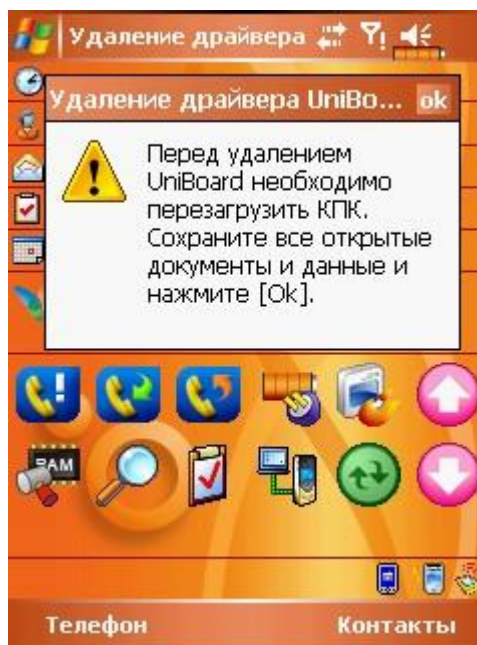 Удаление драйвера
Удаление драйвера UniBo... ok
Перед удалением
UniBoard необходимо
перезагрузить КПК.
Сохраните все открытые
документы и данные и
нажмите [Ok].
RAM
Телефон Контакты